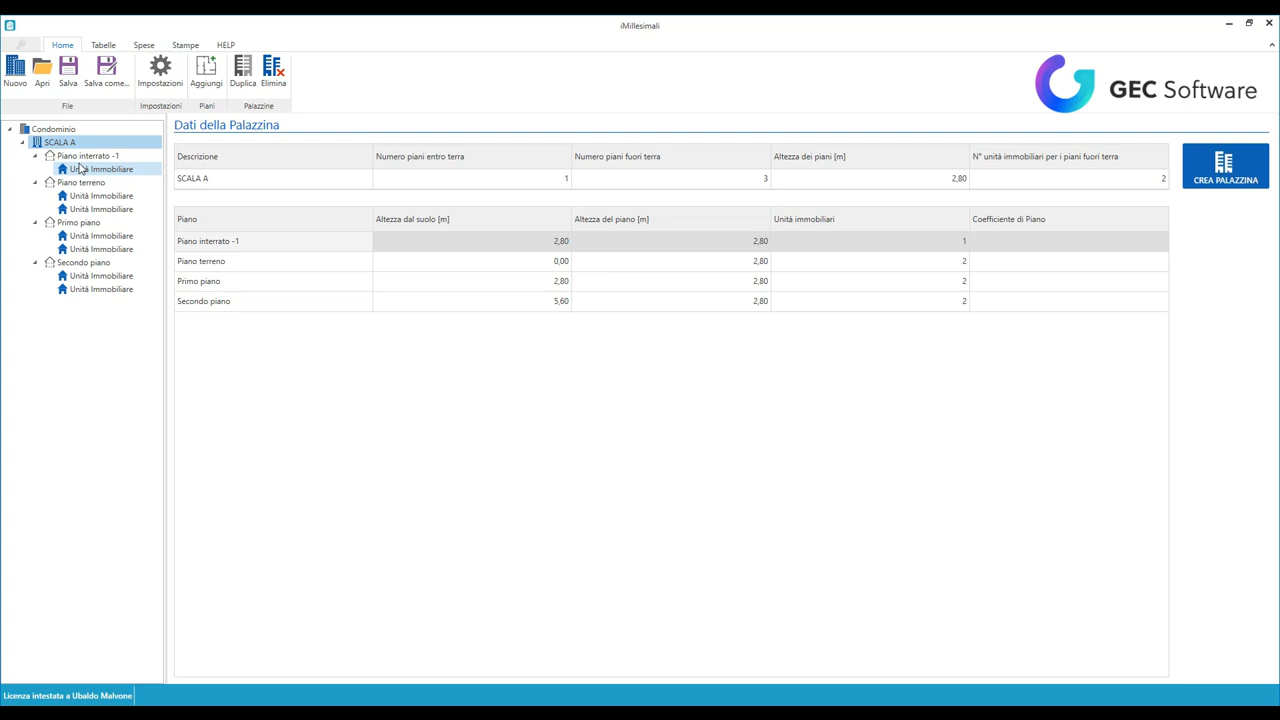 iMillesimali
Home Tabelle Spese Stampe HELP
Nuovo Apri Salva Salva come... Impostazioni Aggiungi Duplica Elimina
File Impostazioni Piani Palazzine
GEC Software
Condominio
SCALA A
Piano interrato -1
Unità Immobiliare
Piano terreno
Unità Immobiliare
Unità Immobiliare
Primo piano
Unità Immobiliare
Unità Immobiliare
Secondo piano
Unità Immobiliare
Unità Immobiliare
Dati della Palazzina
Descrizione Numero piani entro terra Numero piani fuori terra Altezza dei piani [m] N° unità immobiliari per i piani fuori terra
SCALA A 1 3 2,80 2
CREA PALAZZINA
Piano Altezza dal suolo [m] Altezza del piano [m] Unità immobiliari Coefficiente di Piano
Piano interrato -1 2,80 2,80 1
Piano terreno 0,00 2,80 2
Primo piano 2,80 2,80 2
Secondo piano 5,60 2,80 2
Licenza intestata a Ubaldo Malvone